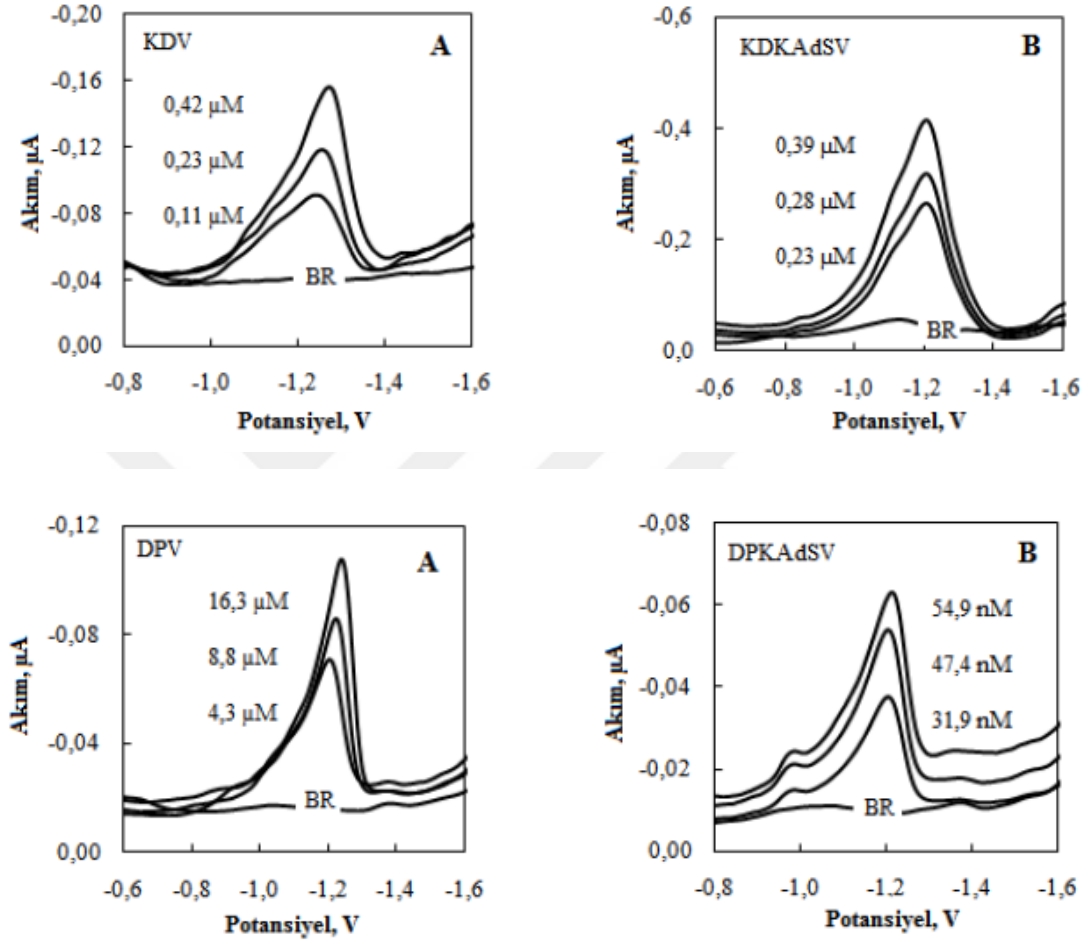 -0,20
-0,16
-0,12
-0,08
-0,04
0,00
Akım, µA
KDV
A
0,42 µM
0,23 µM
0,11 µM
BR
-0,8 -1,0 -1,2 -1,4 -1,6
Potansiyel, V
-0,6
-0,4
-0,2
0,0
Akım, µA
KDKAdSV
B
0,39 µM
0,28 µM
0,23 µM
BR
-0,6 -0,8 -1,0 -1,2 -1,4 -1,6
Potansiyel, V
-0,12
-0,08
-0,04
0,00
Akım, µA
DPV
A
16,3 µM
8,8 µM
4,3 µM
BR
-0,6 -0,8 -1,0 -1,2 -1,4 -1,6
Potansiyel, V
-0,08
-0,06
-0,04
-0,02
0,00
Akım, µA
DPKAdSV
B
54,9 nM
47,4 nM
31,9 nM
BR
-0,8 -1,0 -1,2 -1,4 -1,6
Potansiyel, V